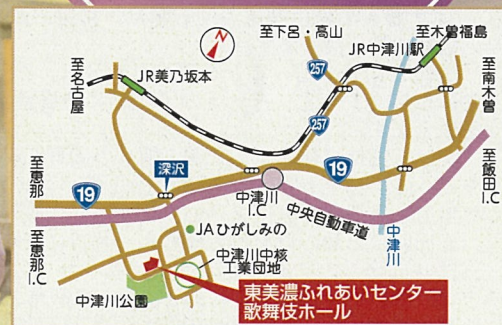 至下呂・高山
至木曽福島
JR中津川駅
257
至南木曽
至名古屋
JR美乃坂本
257
至恵那
深沢
19
19
至飯田I.C
中津川
I.C
中央自動車道
中津川
至恵那I.C
JAひがしみの
中津川中核
工業団地
中津川公園
東美濃ふれあいセンター
歌舞伎ホール